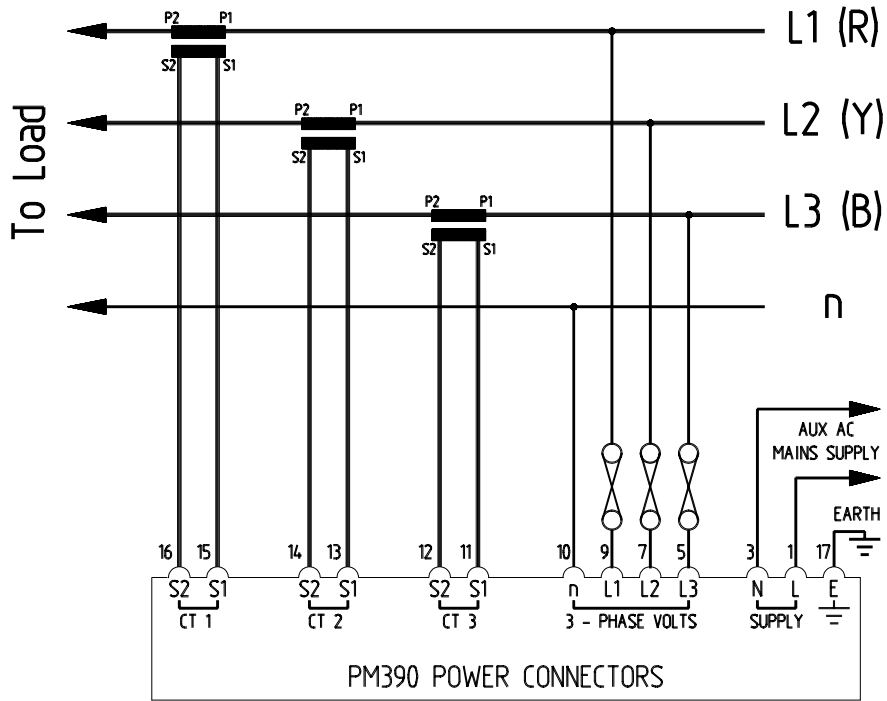 P2 P1 L1 (R)
S2 S1
P2 P1 L2 (Y)
S2 S1
To Load
P2 P1 L3 (B)
S2 S1
n
AUX AC
MAINS SUPPLY
EARTH
16 15 14 13 12 11 10 9 7 5 3 1 17
S2 S1 S2 S1 S2 S1 n L1 L2 L3 N L E
CT 1 CT 2 CT 3 3 - PHASE VOLTS SUPPLY
PM390 POWER CONNECTORS